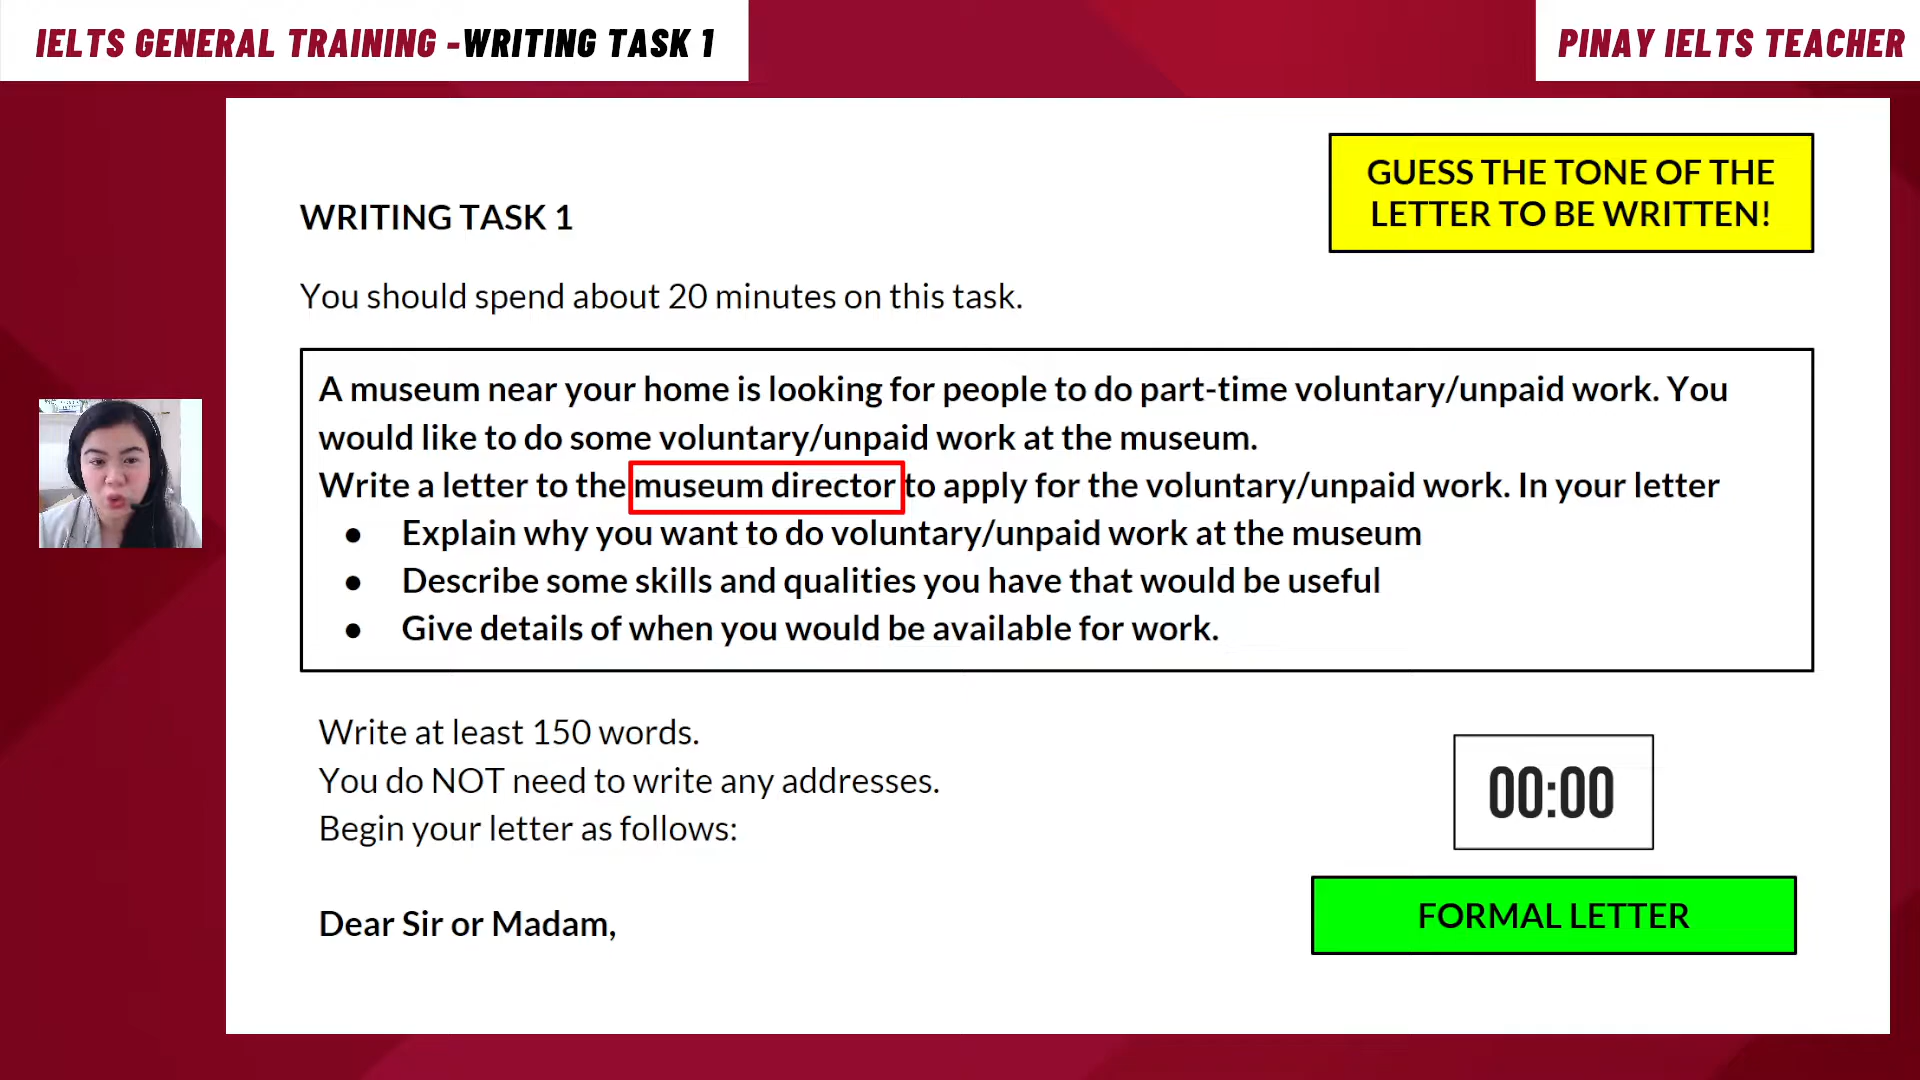 IELTS GENERAL TRAINING -WRITING TASK 1
PINAY IELTS TEACHER
GUESS THE TONE OF THE
LETTER TO BE WRITTEN!
WRITING TASK 1
You should spend about 20 minutes on this task.
A museum near your home is looking for people to do part-time voluntary/unpaid work. You
would like to do some voluntary/unpaid work at the museum.
Write a letter to the museum director to apply for the voluntary/unpaid work. In your letter
● Explain why you want to do voluntary/unpaid work at the museum
● Describe some skills and qualities you have that would be useful
● Give details of when you would be available for work.
Write at least 150 words.
You do NOT need to write any addresses.
Begin your letter as follows:
Dear Sir or Madam,
00:00
FORMAL LETTER